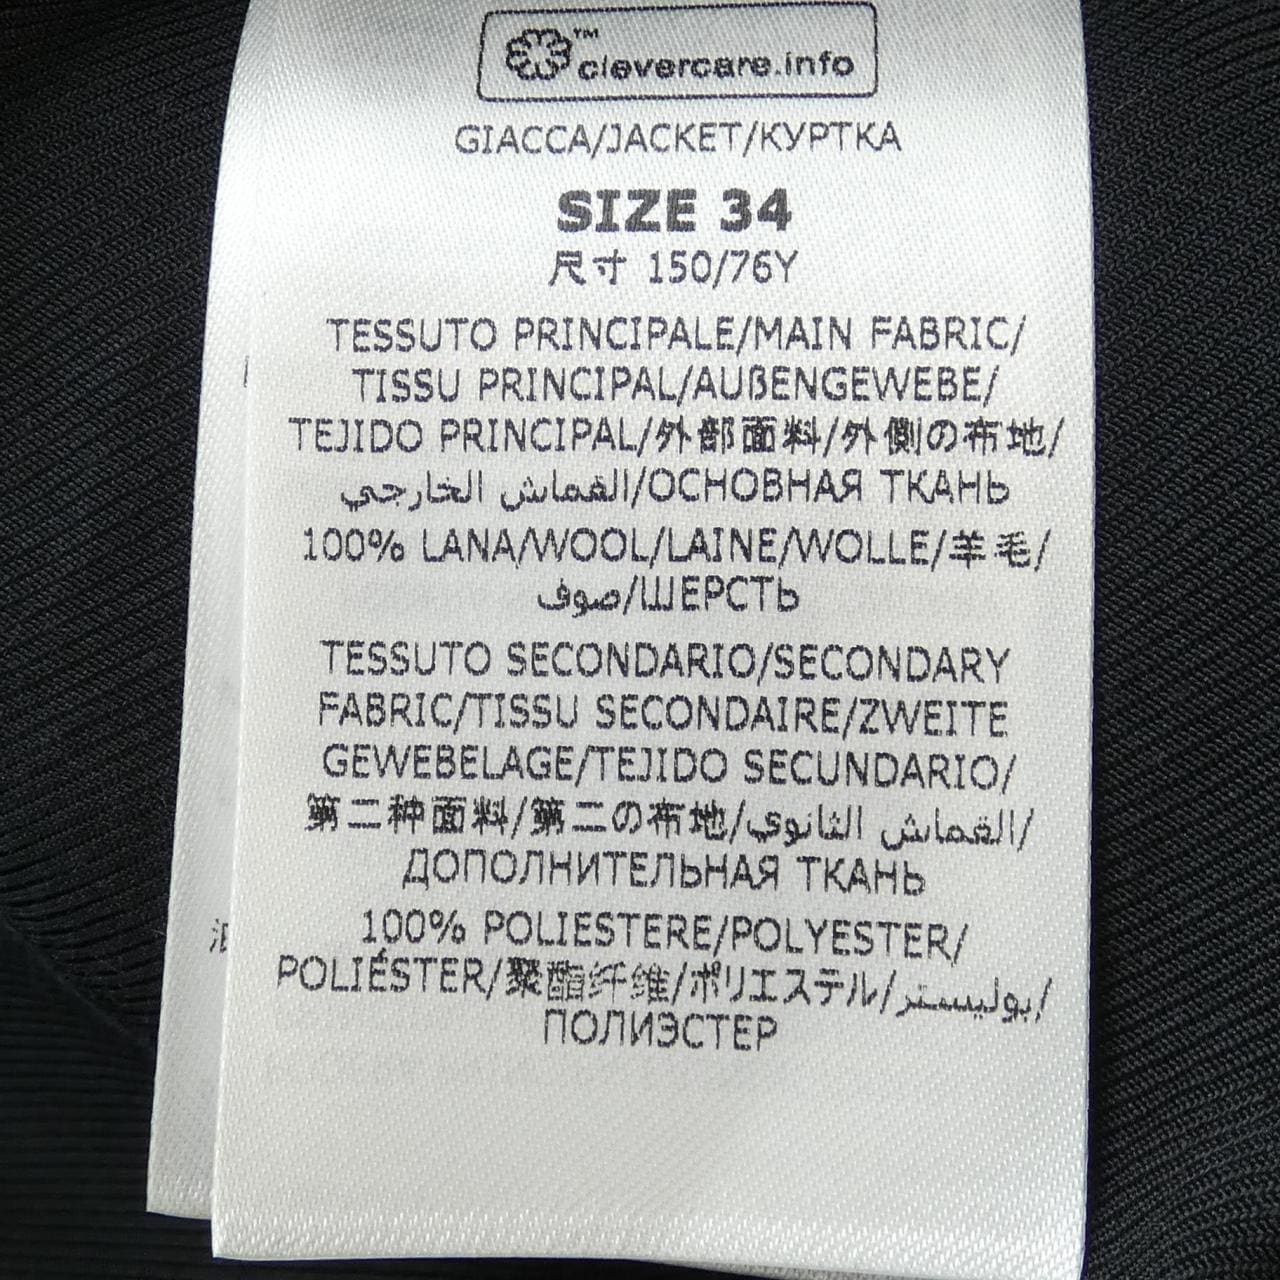 ™ clevercare.info
GIACCA/JACKET/КУРТКА
SIZE 34
尺寸 150/76Y
TESSUTO PRINCIPALE/MAIN FABRIC/
TISSU PRINCIPAL/AUßENGEWEBE/
TEJIDO PRINCIPAL/外部面料/外側の布地/
القماش الخارجي/ОСНОВНАЯ ТКАНЬ
100% LANA/WOOL/LAINE/WOLLE/羊毛/
صوف/ШЕРСТЬ
TESSUTO SECONDARIO/SECONDARY
FABRIC/TISSU SECONDAIRE/ZWEITE
GEWEBELAGE/TEJIDO SECUNDARIO/
第二种面料/第二の布地/القماش الثانوي/
ДОПОЛНИТЕЛЬНАЯ ТКАНЬ
100% POLIESTERE/POLYESTER/
POLIÉSTER/聚酯纤维/ポリエステル/بوليستر/
ПОЛИЭСТЕР